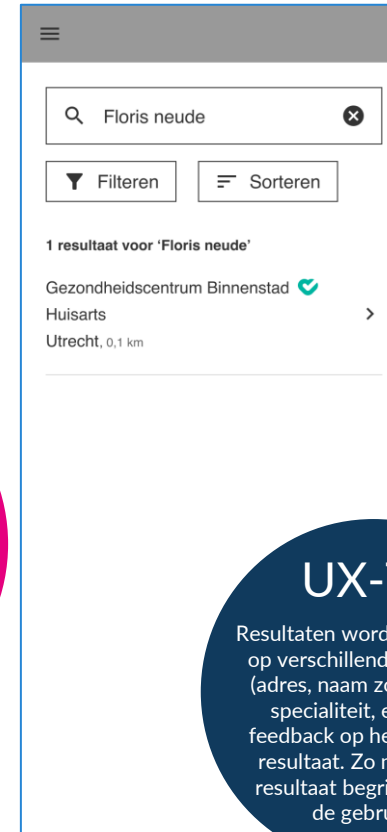 Floris neude
Filteren
Sorteren
1 resultaat voor ‘Floris neude’
Gezondheidscentrum Binnenstad
Huisarts
Utrecht, 0,1 km
UX-
Resultaten word
op verschillend
(adres, naam zo
specialiteit, e
feedback op he
resultaat. Zo
resultaat begri
de gebru